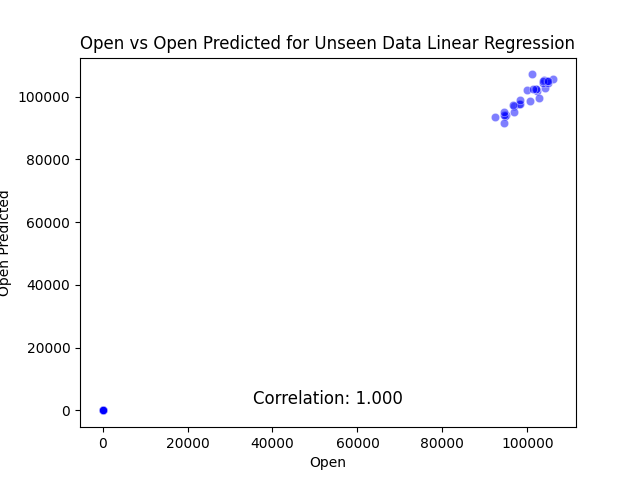 Open vs Open Predicted for Unseen Data Linear Regression
Open Predicted
100000
80000
60000
40000
20000
0
Correlation: 1.000
0 20000 40000 60000 80000 100000
Open